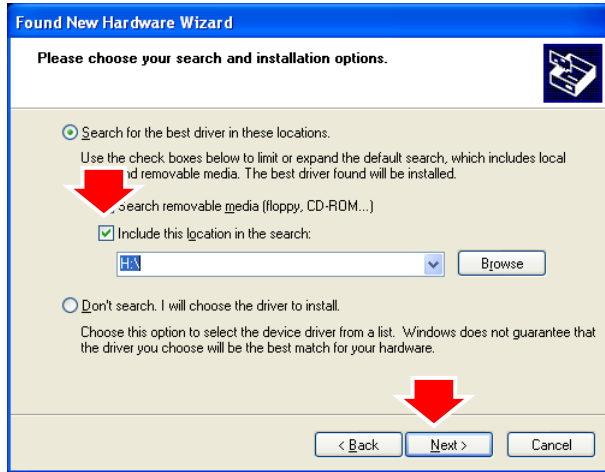 Found New Hardware Wizard
Please choose your search and installation options.
Search for the best driver in these locations.
Use the check boxes below to limit or expand the default search, which includes local
nd removable media. The best driver found will be installed.
Search removable media (floppy, CD-ROM...)
Include this location in the search:
H:\
Browse
Don't search. I will choose the driver to install.
Choose this option to select the device driver from a list. Windows does not guarantee that
the driver you choose will be the best match for your hardware.
< Back
Next >
Cancel